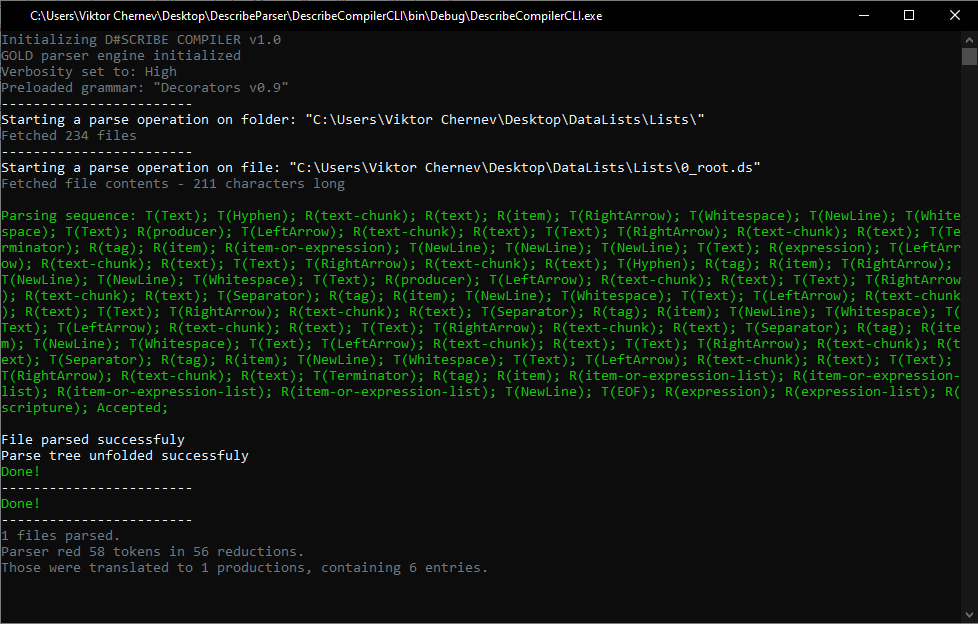 C:\Users\Viktor Chernev\Desktop\DescribeParser\DescribeCompilerCLI\bin\Debug\DescribeCompilerCLI.exe
Initializing D#SCRIBE COMPILER v1.0
GOLD parser engine initialized
Verbosity set to: High
Preloaded grammar: "Decorators v0.9"
------------------------
Starting a parse operation on folder: "C:\Users\Viktor Chernev\Desktop\DataLists\Lists\"
Fetched 234 files
------------------------
Starting a parse operation on file: "C:\Users\Viktor Chernev\Desktop\DataLists\Lists\0_root.ds"
Fetched file contents - 211 characters long
Parsing sequence: T(Text); T(Hyphen); R(text-chunk); R(text); R(item); T(RightArrow); T(Whitespace); T(NewLine); T(White
space); T(Text); R(producer); T(LeftArrow); R(text-chunk); R(text); T(Text); T(RightArrow); R(text-chunk); R(text); T(Te
rminator); R(tag); R(item); R(item-or-expression); T(NewLine); T(NewLine); T(NewLine); T(Text); R(expression); T(LeftArr
ow); R(text-chunk); R(text); T(Text); T(RightArrow); R(text-chunk); R(text); T(Hyphen); R(tag); R(item); T(RightArrow);
T(NewLine); T(NewLine); T(Whitespace); T(Text); R(producer); T(LeftArrow); R(text-chunk); R(text); T(Text); T(RightArrow
); R(text-chunk); R(text); T(Separator); R(tag); R(item); T(NewLine); T(Whitespace); T(Text); T(LeftArrow); R(text-chunk
); R(text); T(Text); T(RightArrow); R(text-chunk); R(text); T(Separator); R(tag); R(item); T(NewLine); T(Whitespace); T(
Text); T(LeftArrow); R(text-chunk); R(text); T(Text); T(RightArrow); R(text-chunk); R(text); T(Separator); R(tag); R(ite
m); T(NewLine); T(Whitespace); T(Text); T(LeftArrow); R(text-chunk); R(text); T(Text); T(RightArrow); R(text-chunk); R(t
ext); T(Separator); R(tag); R(item); T(NewLine); T(Whitespace); T(Text); T(LeftArrow); R(text-chunk); R(text); T(Text);
T(RightArrow); R(text-chunk); R(text); T(Terminator); R(tag); R(item); R(item-or-expression-list); R(item-or-expression-
list); R(item-or-expression-list); R(item-or-expression-list); T(NewLine); T(EOF); R(expression); R(expression-list); R(
scripture); Accepted;
File parsed successfuly
Parse tree unfolded successfuly
Done!
------------------------
Done!
------------------------
1 files parsed.
Parser red 58 tokens in 56 reductions.
Those were translated to 1 productions, containing 6 entries.